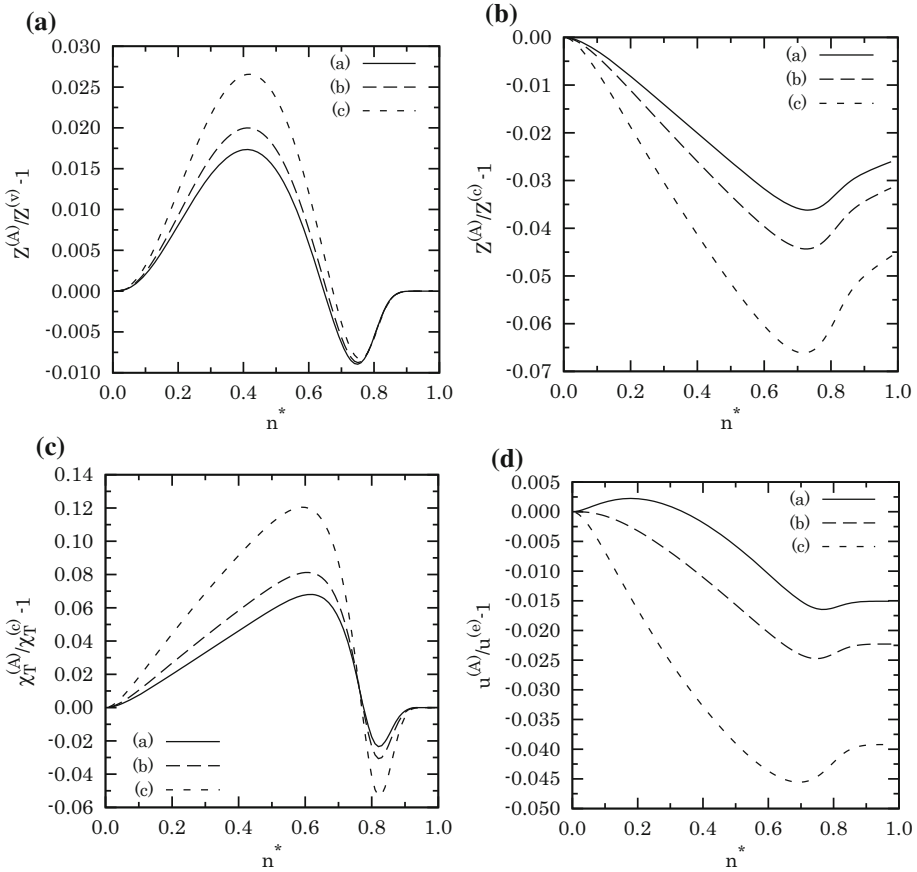 (a)
0.030
0.025
0.020
0.015
0.010
0.005
0.000
-0.005
-0.010
0.0 0.2 0.4 0.6 0.8 1.0
n*
Z(A)/Z(v) -1
(a)
(b)
(c)
(b)
0.00
-0.01
-0.02
-0.03
-0.04
-0.05
-0.06
-0.07
0.0 0.2 0.4 0.6 0.8 1.0
n*
Z(A)/Z(c) -1
(a)
(b)
(c)
(c)
0.14
0.12
0.10
0.08
0.06
0.04
0.02
0.00
-0.02
-0.04
-0.06
0.0 0.2 0.4 0.6 0.8 1.0
n*
χT(A)/χT(c) -1
(a)
(b)
(c)
(d)
0.005
0.000
-0.005
-0.010
-0.015
-0.020
-0.025
-0.030
-0.035
-0.040
-0.045
-0.050
0.0 0.2 0.4 0.6 0.8 1.0
n*
u(A)/u(e) -1
(a)
(b)
(c)